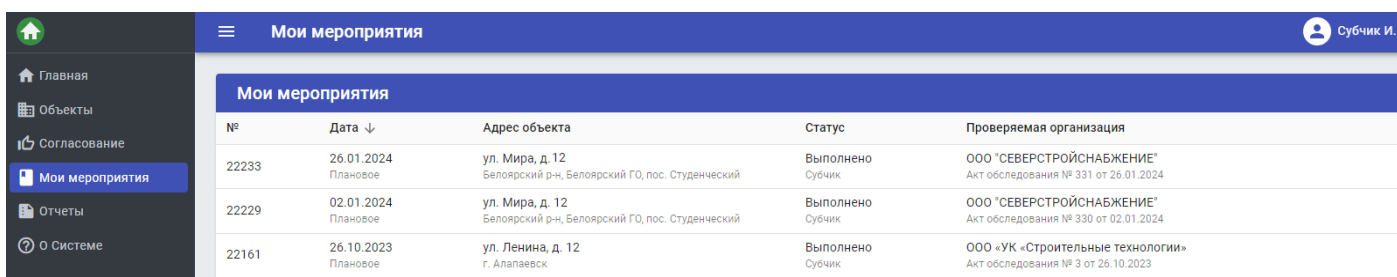 Мои мероприятия
Субчик И.
Главная
Объекты
Согласование
Мои мероприятия
Отчеты
О Системе
Мои мероприятия
№ Дата Адрес объекта Статус Проверяемая организация
22233 26.01.2024 ул. Мира, д. 12 Выполнено ООО "СЕВЕРСТРОЙСНАБЖЕНИЕ"
Плановое Белоярский р-н, Белоярский ГО, пос. Студенческий Субчик Акт обследования № 331 от 26.01.2024
22229 02.01.2024 ул. Мира, д. 12 Выполнено ООО "СЕВЕРСТРОЙСНАБЖЕНИЕ"
Плановое Белоярский р-н, Белоярский ГО, пос. Студенческий Субчик Акт обследования № 330 от 02.01.2024
22161 26.10.2023 ул. Ленина, д. 12 Выполнено ООО «УК «Строительные технологии»
Плановое г. Алапаевск Субчик Акт обследования № 3 от 26.10.2023